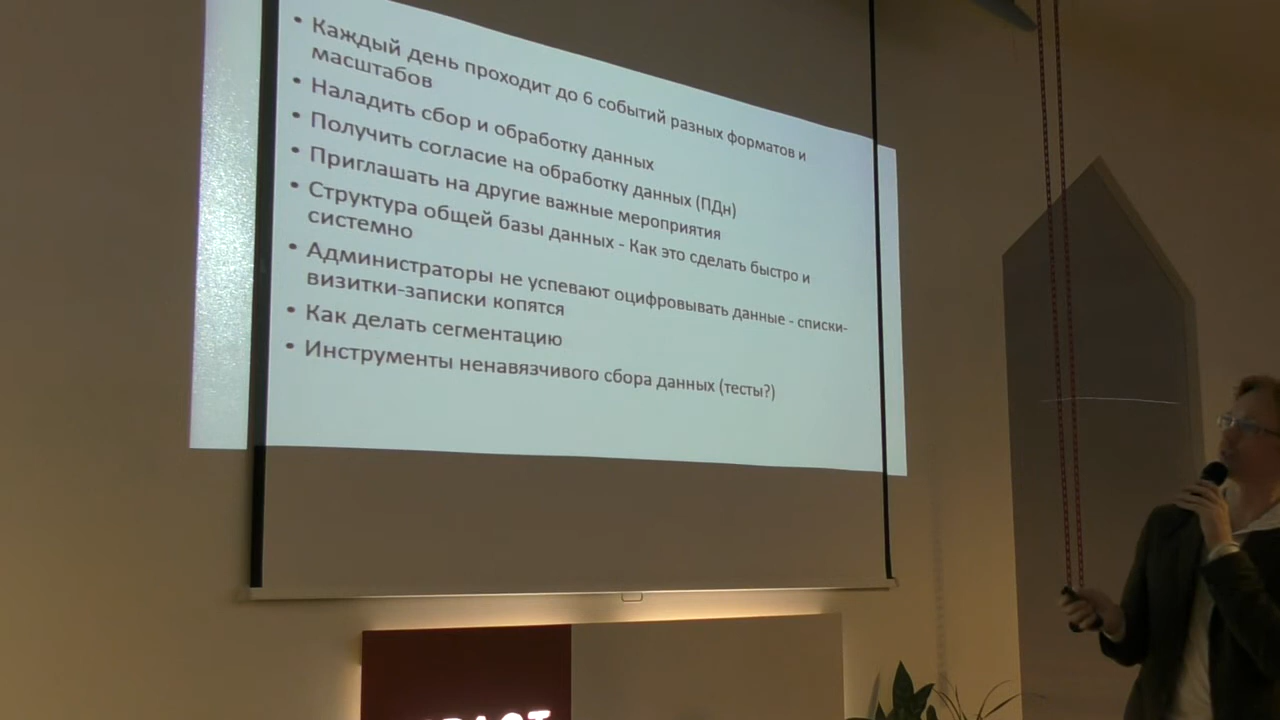 • Каждый день проходит до 6 событий разных форматов и
масштабов
• Наладить сбор и обработку данных
• Получить согласие на обработку данных (ПДн)
• Приглашать на другие важные мероприятия
• Структура общей базы данных - Как это сделать быстро и
системно
• Администраторы не успевают оцифровывать данные - списки-
визитки-записки копятся
• Как делать сегментацию
• Инструменты ненавязчивого сбора данных (тесты?)